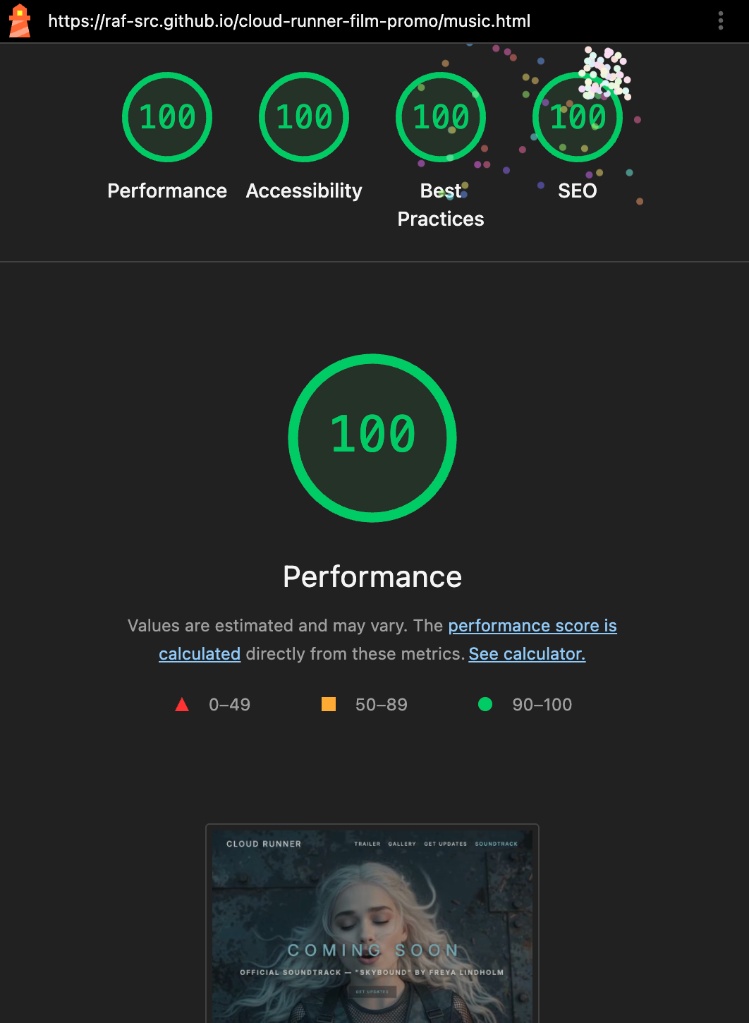 https://raf-src.github.io/cloud-runner-film-promo/music.html
100 100 100 100
Performance Accessibility Best Practices SEO
100
Performance
Values are estimated and may vary. The performance score is
calculated directly from these metrics. See calculator.
0–49 50–89 90–100
CLOUD RUNNER TRAILER GALLERY GET UPDATES SOUNDTRACK
COMING SOON
OFFICIAL SOUNDTRACK — "SKYBOUND" BY FREYA LINDHOLM
GET UPDATES